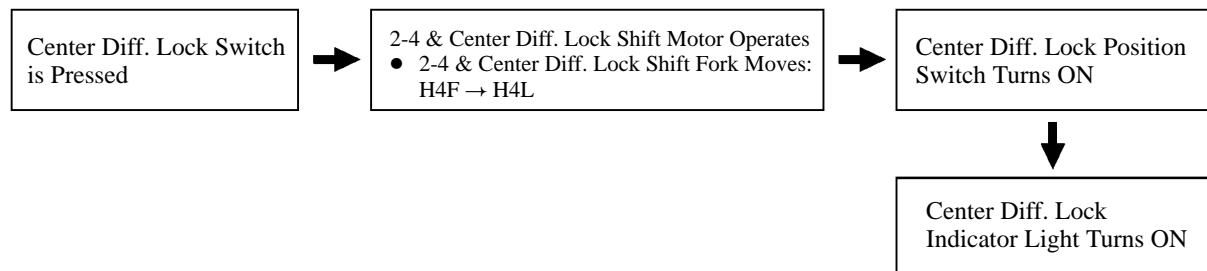 Center Diff. Lock Switch
is Pressed
2-4 & Center Diff. Lock Shift Motor Operates
● 2-4 & Center Diff. Lock Shift Fork Moves:
H4F → H4L
Center Diff. Lock Position
Switch Turns ON
Center Diff. Lock
Indicator Light Turns ON